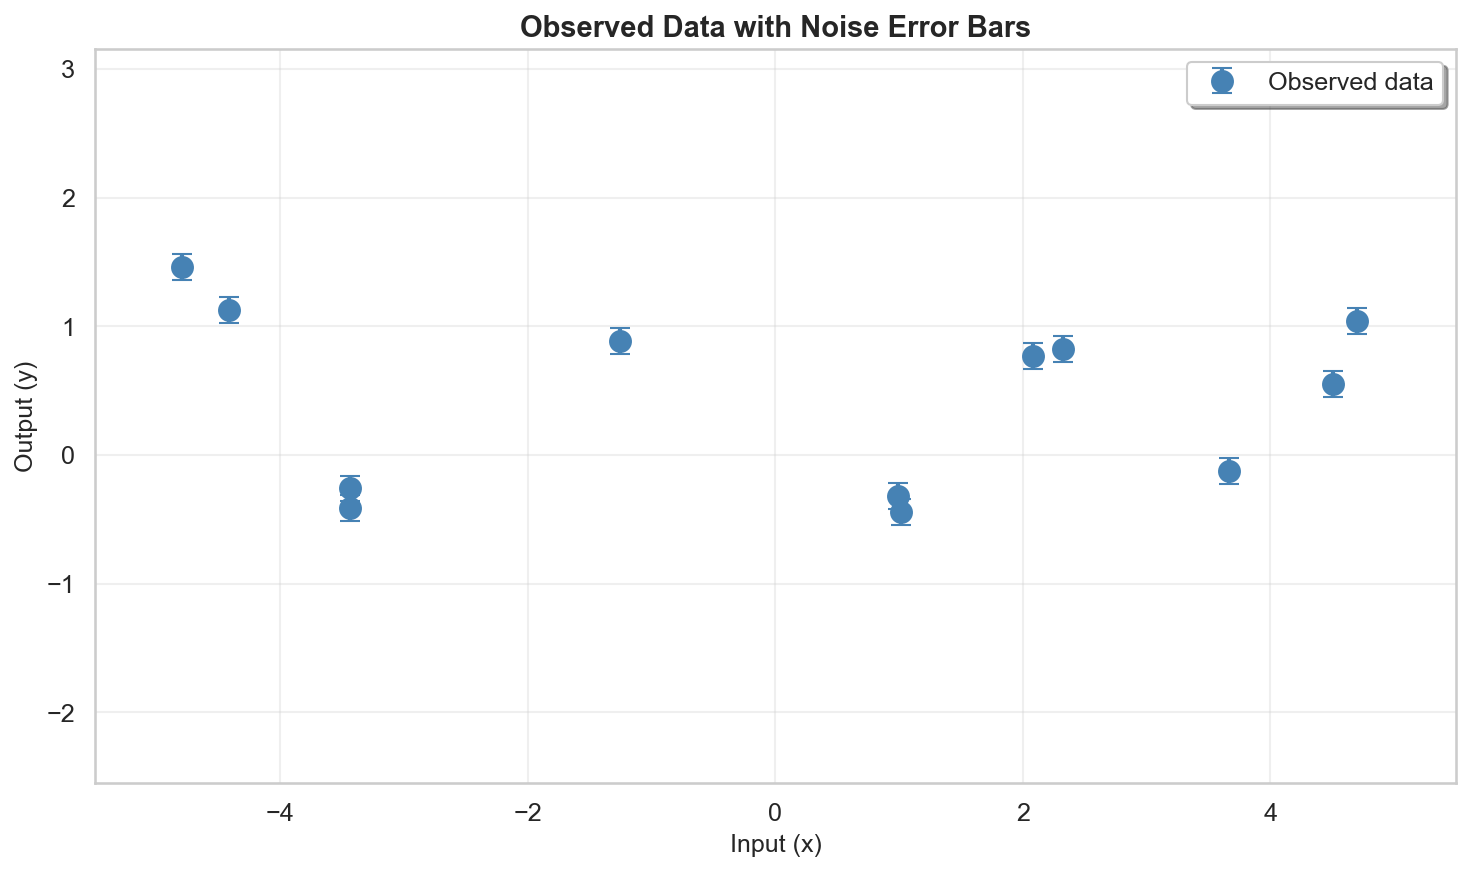 Observed Data with Noise Error Bars
Observed data
3
2
1
0
−1
−2
Output (y)
−4
−2
0
2
4
Input (x)